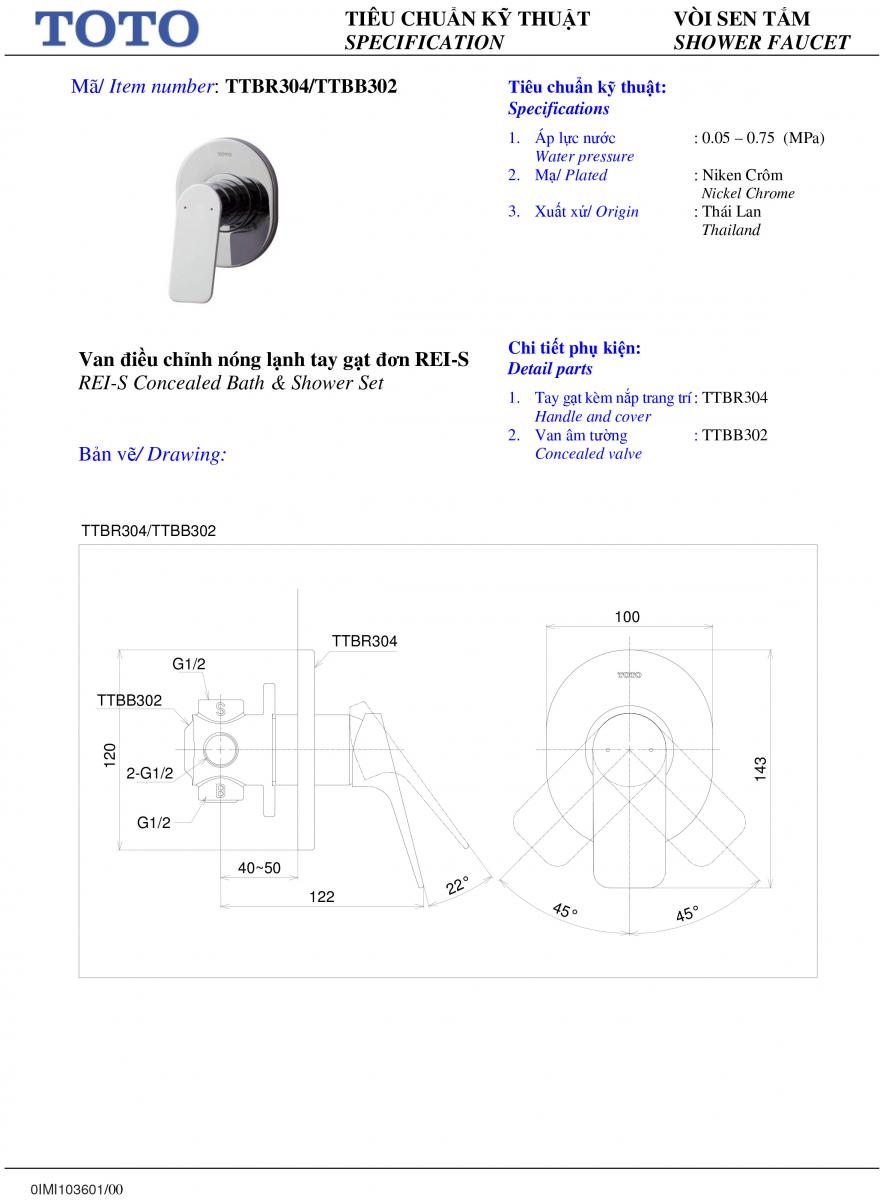 TOTO
TIÊU CHUẨN KỸ THUẬT
SPECIFICATION
VÒI SEN TẮM
SHOWER FAUCET
Mã/ Item number: TTBR304/TTBB302
TOTO
Van điều chỉnh nóng lạnh tay gạt đơn REI-S
REI-S Concealed Bath & Shower Set
Bản vẽ/ Drawing:
Tiêu chuẩn kỹ thuật:
Specifications
1. Áp lực nước : 0.05 – 0.75 (MPa)
Water pressure
2. Mạ/ Plated : Niken Crôm
Nickel Chrome
3. Xuất xứ/ Origin : Thái Lan
Thailand
Chi tiết phụ kiện:
Detail parts
1. Tay gạt kèm nắp trang trí : TTBR304
Handle and cover
2. Van âm tường : TTBB302
Concealed valve
TTBR304/TTBB302
TTBR304
G1/2
S
TTBB302
120
2-G1/2
B
G1/2
40~50
122
22°
100
TOTO
143
45°
45°
0IMI103601/00